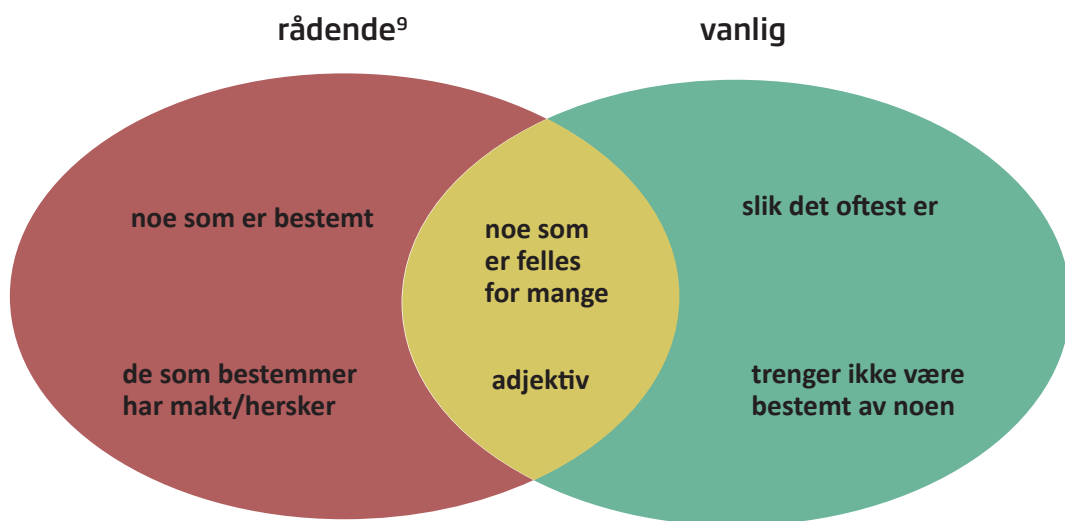 rådende⁹
vanlig
noe som er bestemt
de som bestemmer
har makt/hersker
noe som
er felles
for mange
adjektiv
slik det oftest er
trenger ikke være
bestemt av noen